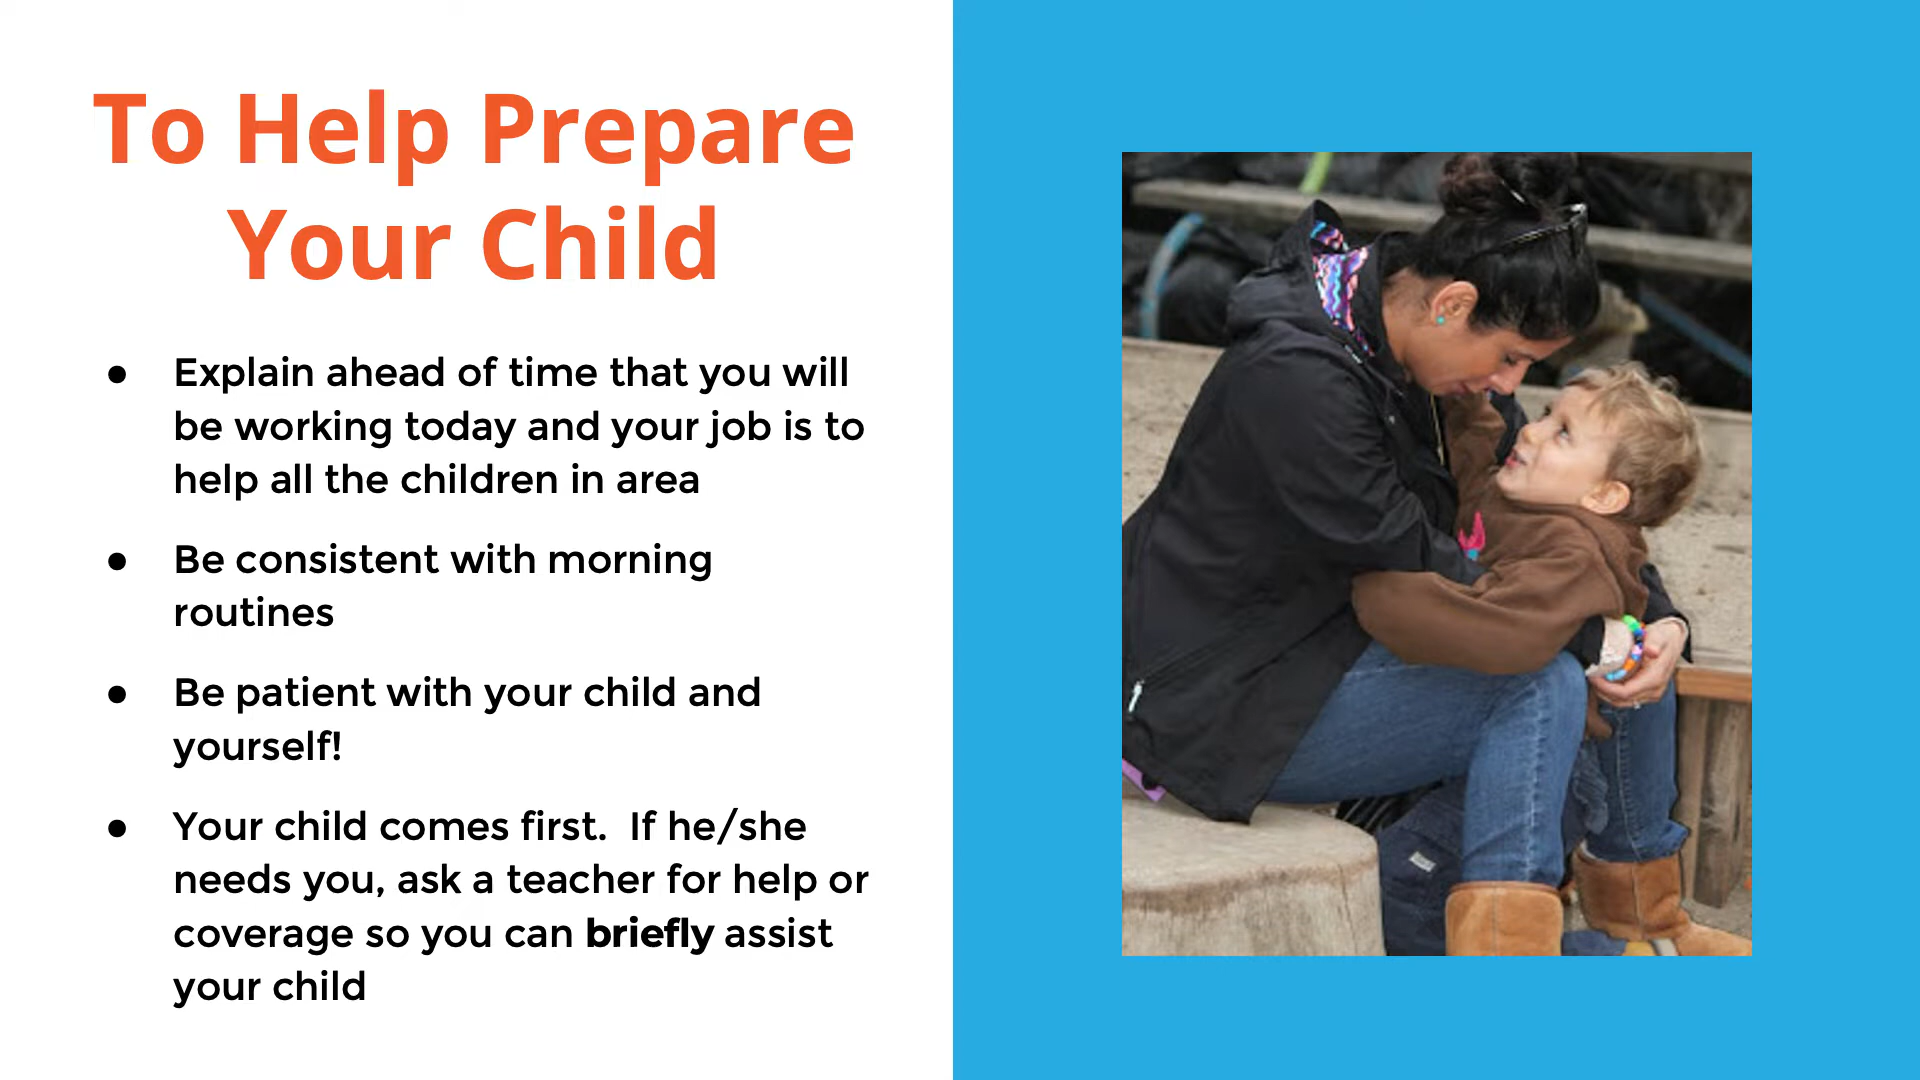 To Help Prepare
Your Child
● Explain ahead of time that you will
be working today and your job is to
help all the children in area
● Be consistent with morning
routines
● Be patient with your child and
yourself!
● Your child comes first.  If he/she
needs you, ask a teacher for help or
coverage so you can briefly assist
your child